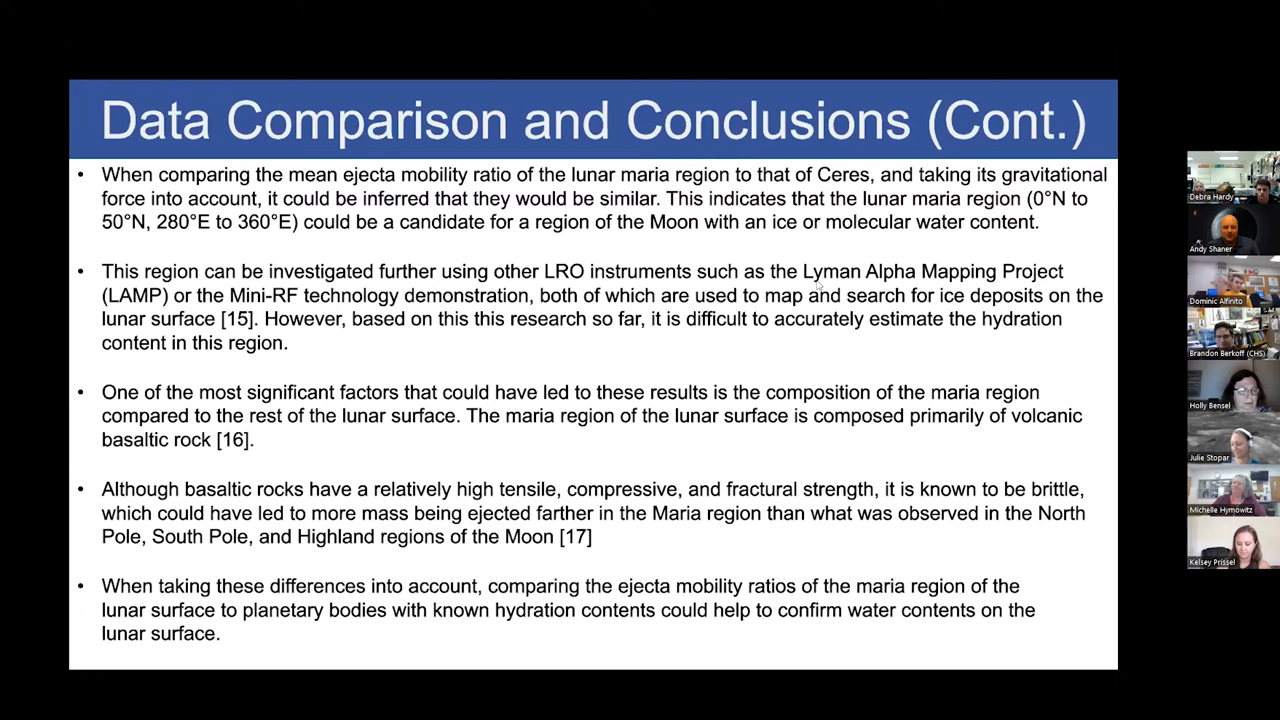 Data Comparison and Conclusions (Cont.)
• When comparing the mean ejecta mobility ratio of the lunar maria region to that of Ceres, and taking its gravitational
force into account, it could be inferred that they would be similar. This indicates that the lunar maria region (0°N to
50°N, 280°E to 360°E) could be a candidate for a region of the Moon with an ice or molecular water content.
• This region can be investigated further using other LRO instruments such as the Lyman Alpha Mapping Project
(LAMP) or the Mini-RF technology demonstration, both of which are used to map and search for ice deposits on the
lunar surface [15]. However, based on this this research so far, it is difficult to accurately estimate the hydration
content in this region.
• One of the most significant factors that could have led to these results is the composition of the maria region
compared to the rest of the lunar surface. The maria region of the lunar surface is composed primarily of volcanic
basaltic rock [16].
• Although basaltic rocks have a relatively high tensile, compressive, and fractural strength, it is known to be brittle,
which could have led to more mass being ejected farther in the Maria region than what was observed in the North
Pole, South Pole, and Highland regions of the Moon [17]
• When taking these differences into account, comparing the ejecta mobility ratios of the maria region of the
lunar surface to planetary bodies with known hydration contents could help to confirm water contents on the
lunar surface.
Debra Hardy
Andy Shaner
Dominic Alfinito
Brandon Berkoff (CHS)
Holly Bensel
Julie Stopar
Michelle Hymowitz
Kelsey Prissel